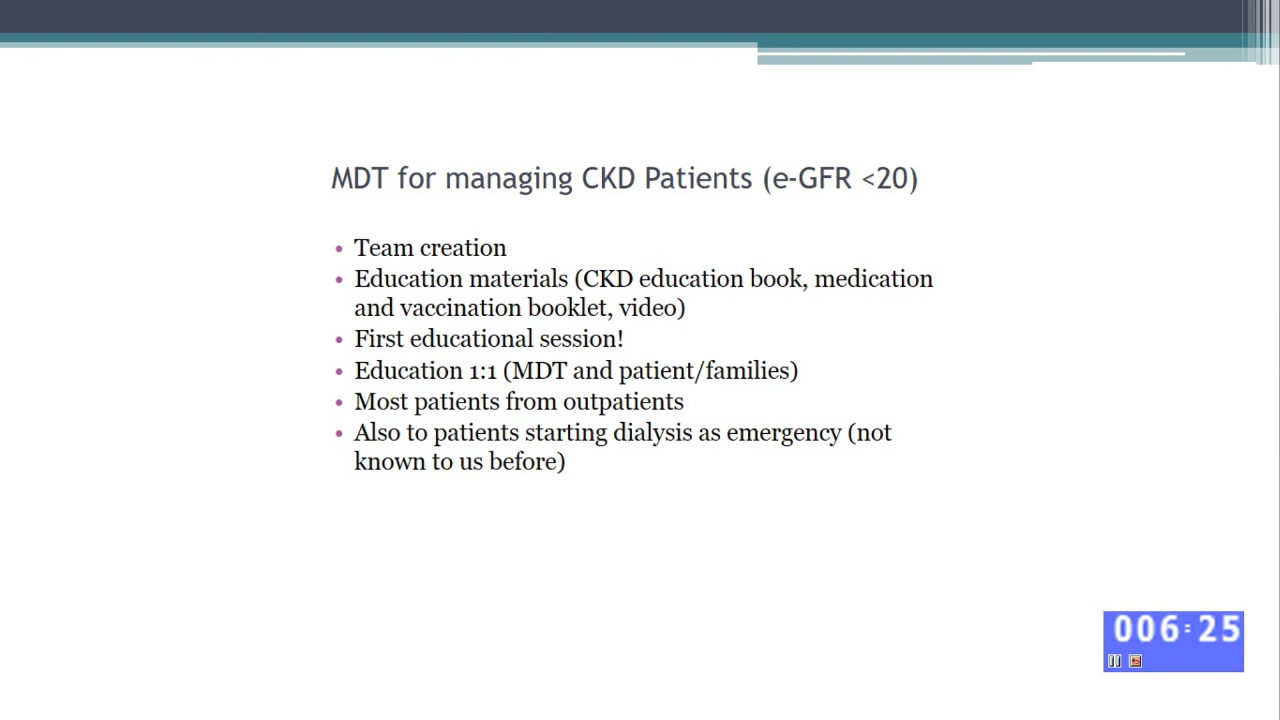 MDT for managing CKD Patients (e-GFR <20)
• Team creation
• Education materials (CKD education book, medication
and vaccination booklet, video)
• First educational session!
• Education 1:1 (MDT and patient/families)
• Most patients from outpatients
• Also to patients starting dialysis as emergency (not
known to us before)
006:25